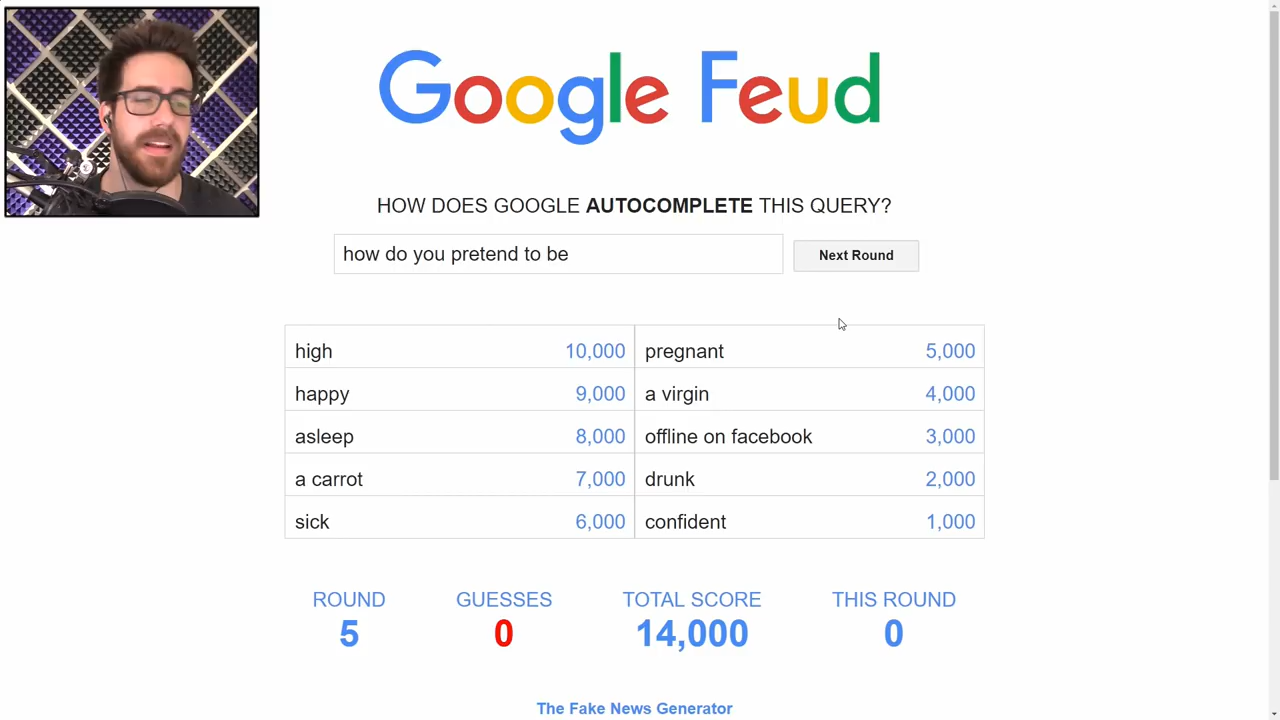 Google Feud
HOW DOES GOOGLE AUTOCOMPLETE THIS QUERY?
how do you pretend to be
Next Round
high 10,000 pregnant 5,000
happy 9,000 a virgin 4,000
asleep 8,000 offline on facebook 3,000
a carrot 7,000 drunk 2,000
sick 6,000 confident 1,000
ROUND GUESSES TOTAL SCORE THIS ROUND
5 0 14,000 0
The Fake News Generator